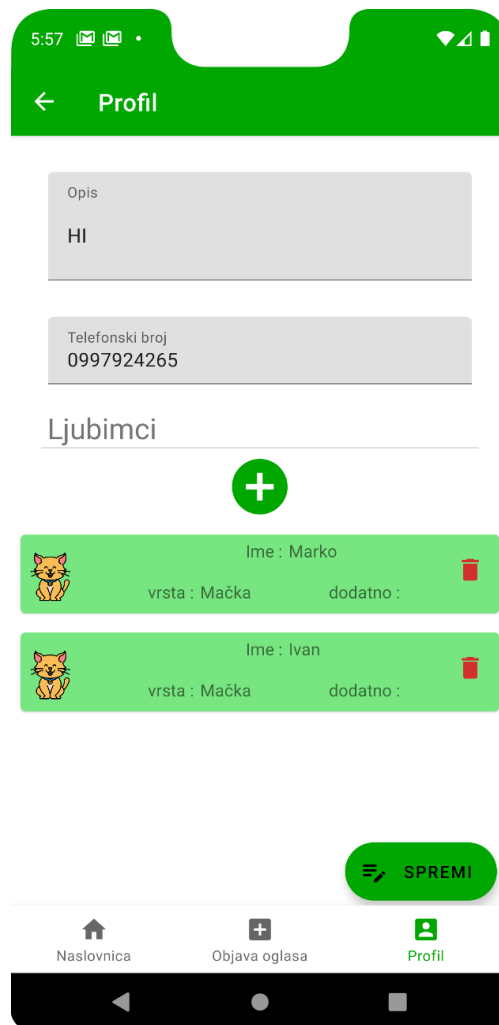 5:57
Profil
Opis
HI
Telefonski broj
0997924265
Ljubimci
Ime : Marko
vrsta : Mačka dodatno :
Ime : Ivan
vrsta : Mačka dodatno :
SPREMI
Naslovnica Objava oglasa Profil